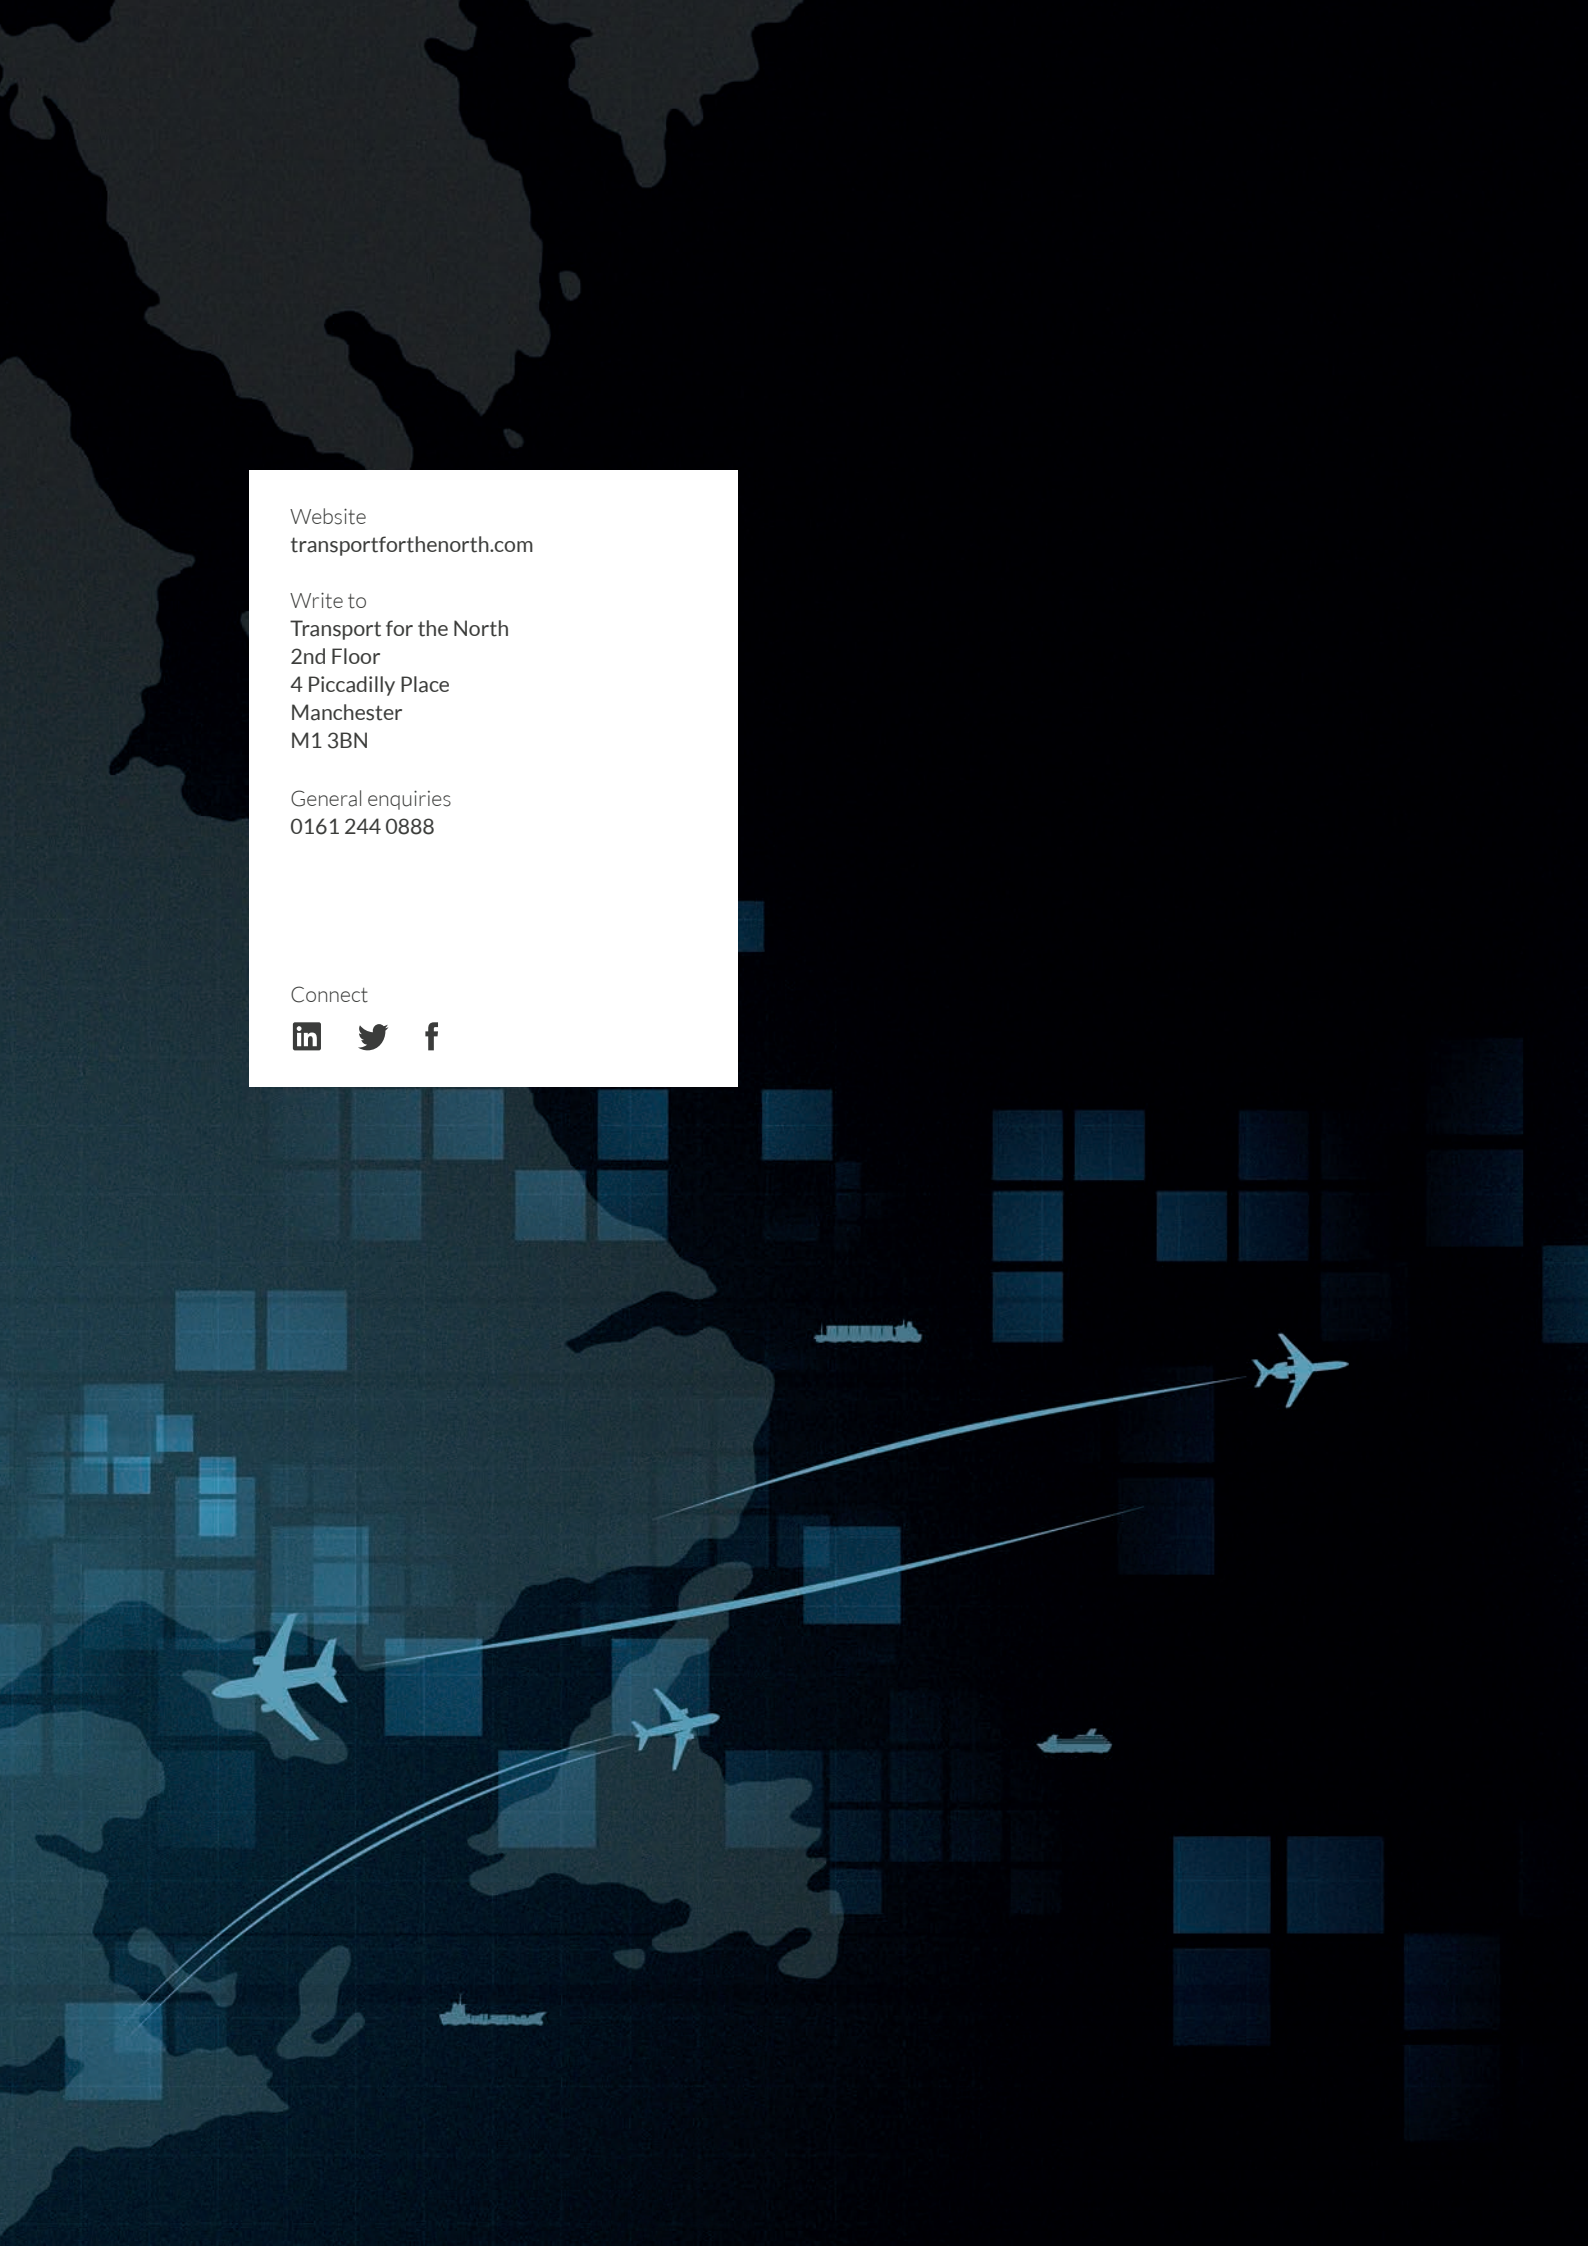 Website
transportforthenorth.com
Write to
Transport for the North
2nd Floor
4 Piccadilly Place
Manchester
M1 3BN
General enquiries
0161 244 0888
Connect